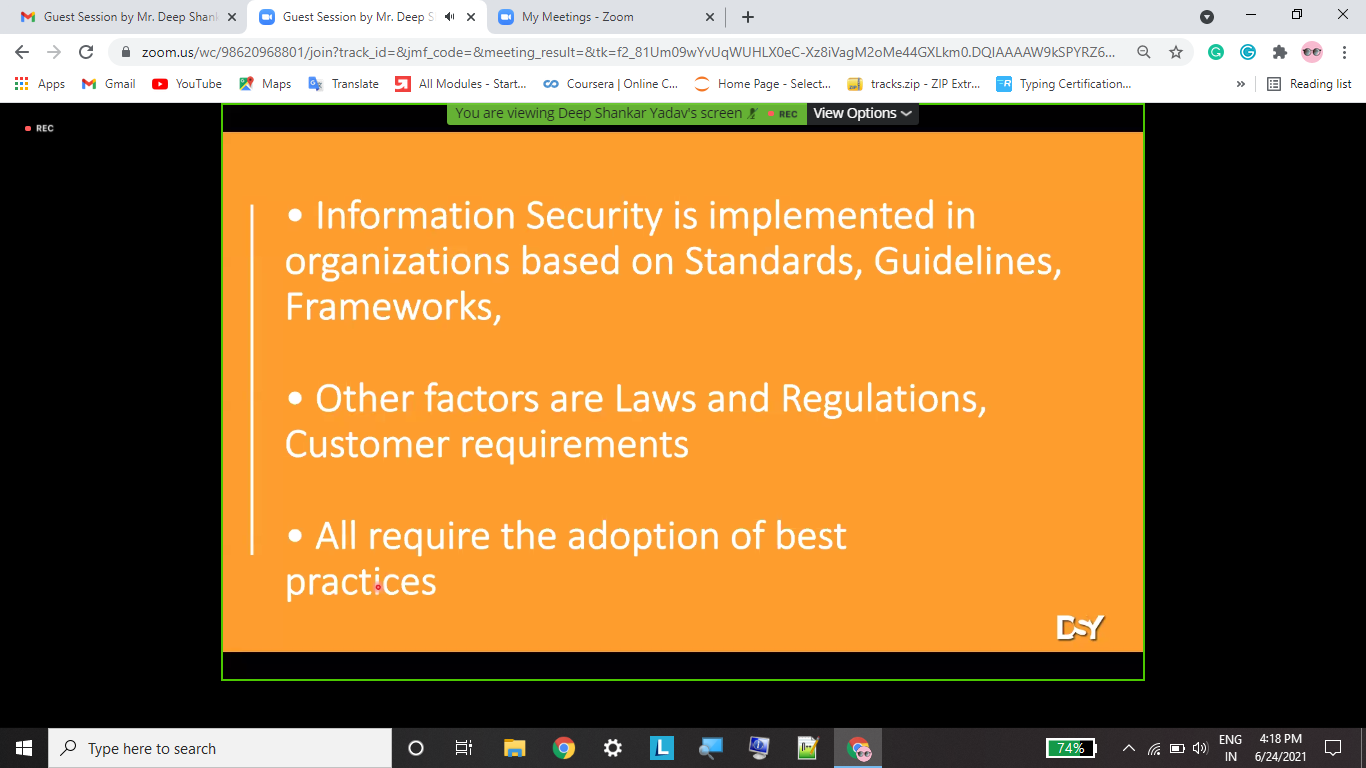 Guest Session by Mr. Deep Shan
Guest Session by Mr. Deep S
My Meetings - Zoom
zoom.us/wc/98620968801/join?track_id=&jmf_code=&meeting_result=&tk=f2_81Um09wYvUqWUHLX0eC-Xz8iVagM2oMe44GXLkm0.DQIAAAAW9kSPYRZ6...
Apps
Gmail
YouTube
Maps
Translate
All Modules - Start...
Coursera | Online C...
Home Page - Select...
tracks.zip - ZIP Extr...
Typing Certification...
»
Reading list
You are viewing Deep Shankar Yadav's screen
REC
View Options
REC
• Information Security is implemented in
organizations based on Standards, Guidelines,
Frameworks,
• Other factors are Laws and Regulations,
Customer requirements
• All require the adoption of best
practices
DSY
Type here to search
74%
ENG
IN
4:18 PM
6/24/2021